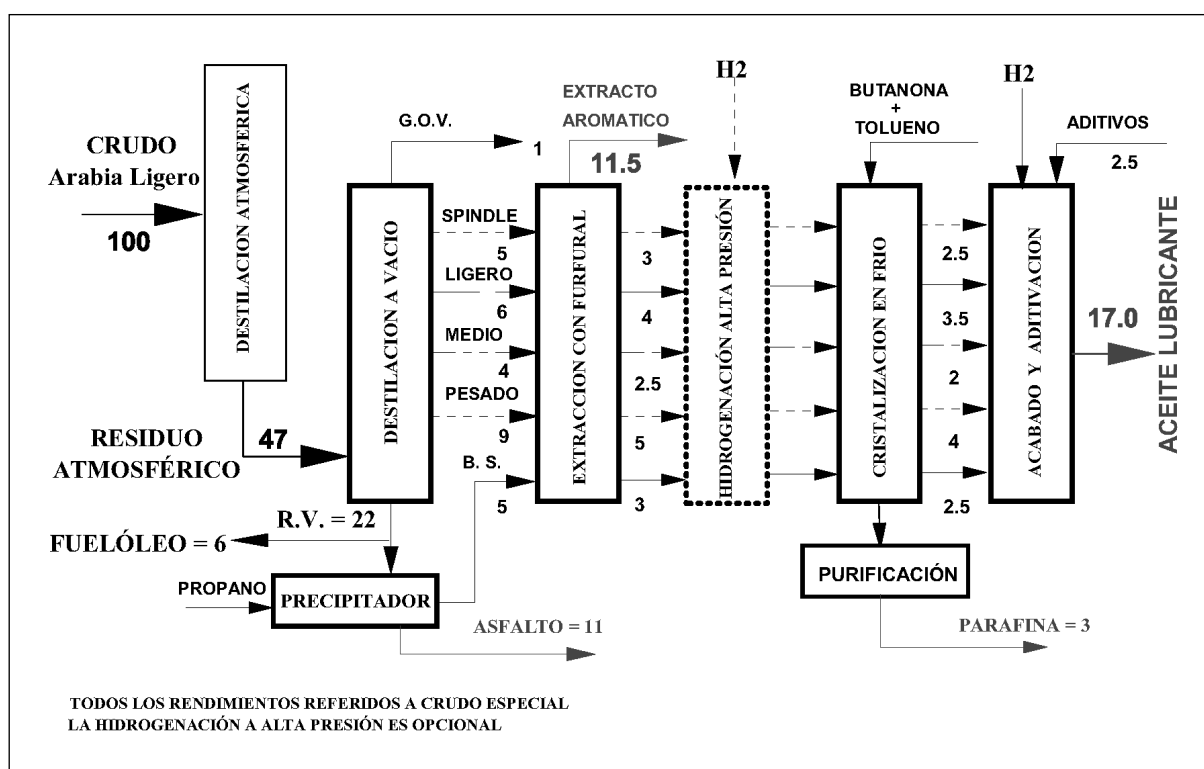 H2
H2
EXTRACTO
AROMATICO
11.5
BUTANONA
+
TOLUENO
ADITIVOS
2.5
CRUDO
Arabia Ligero
100
DESTILACION ATMOSFERICA
G.O.V.
1
DESTILACION A VACIO
SPINDLE
5
LIGERO
6
MEDIO
4
PESADO
9
B. S.
5
EXTRACCION CON FURFURAL
3
4
2.5
5
3
HIDROGENACIÓN ALTA PRESIÓN
CRISTALIZACION EN FRIO
2.5
3.5
2
4
2.5
ACABADO Y ADITIVACION
17.0
ACEITE LUBRICANTE
RESIDUO
ATMOSFÉRICO
47
R.V. = 22
FUELÓLEO = 6
PROPANO
PRECIPITADOR
ASFALTO = 11
PURIFICACIÓN
PARAFINA = 3
TODOS LOS RENDIMIENTOS REFERIDOS A CRUDO ESPECIAL
LA HIDROGENACIÓN A ALTA PRESIÓN ES OPCIONAL